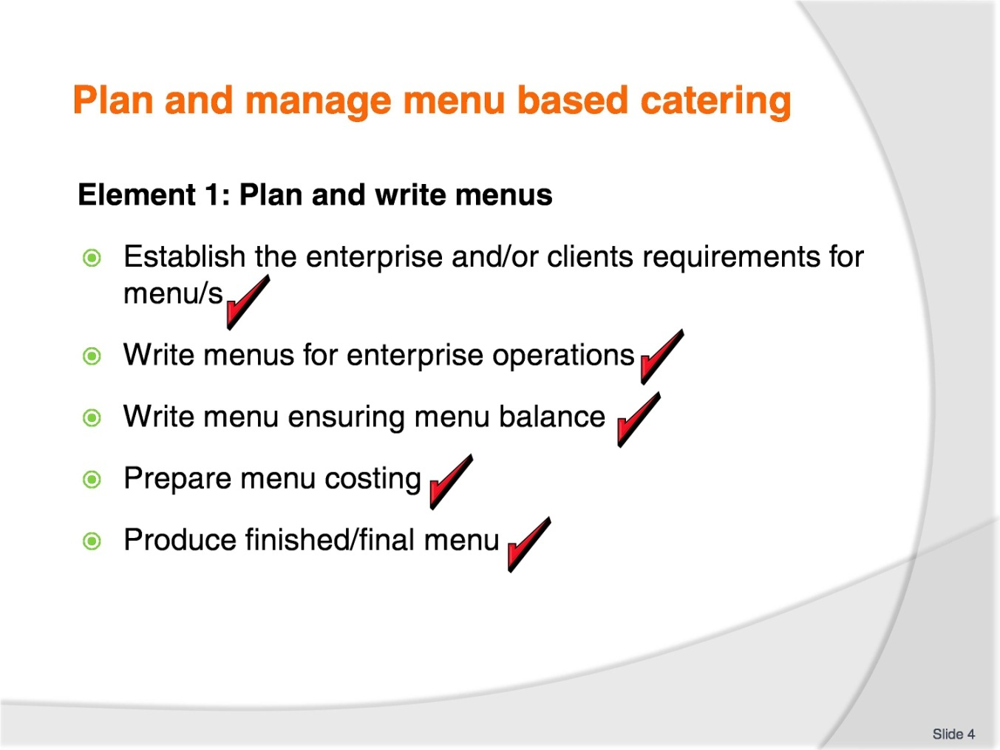 Plan and manage menu based catering
Element 1: Plan and write menus
Establish the enterprise and/or clients requirements for
menu/s
Write menus for enterprise operations
Write menu ensuring menu balance
Prepare menu costing
Produce finished/final menu
Slide 4